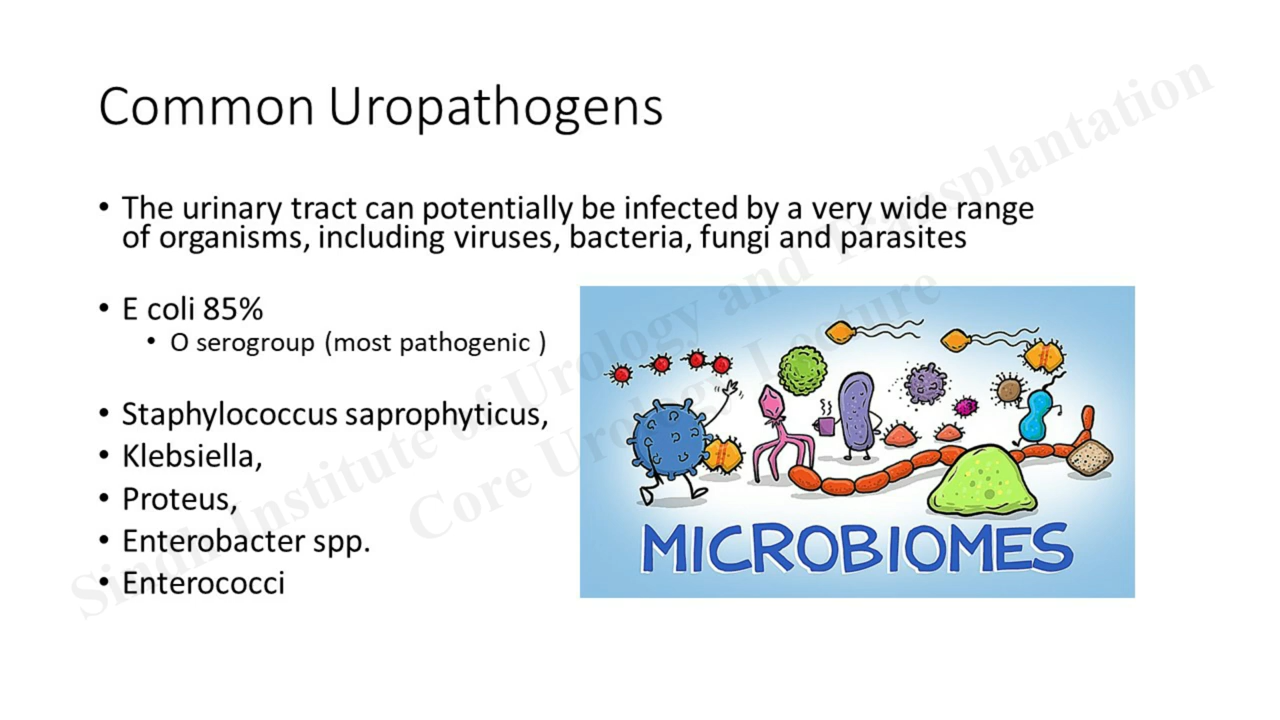 Common Uropathogens
• The urinary tract can potentially be infected by a very wide range
of organisms, including viruses, bacteria, fungi and parasites
• E coli 85%
• O serogroup (most pathogenic )
• Staphylococcus saprophyticus,
• Klebsiella,
• Proteus,
• Enterobacter spp.
• Enterococci
MICROBIOMES
Sindh Institute of Urology and Transplantation
Core Urology Lecture